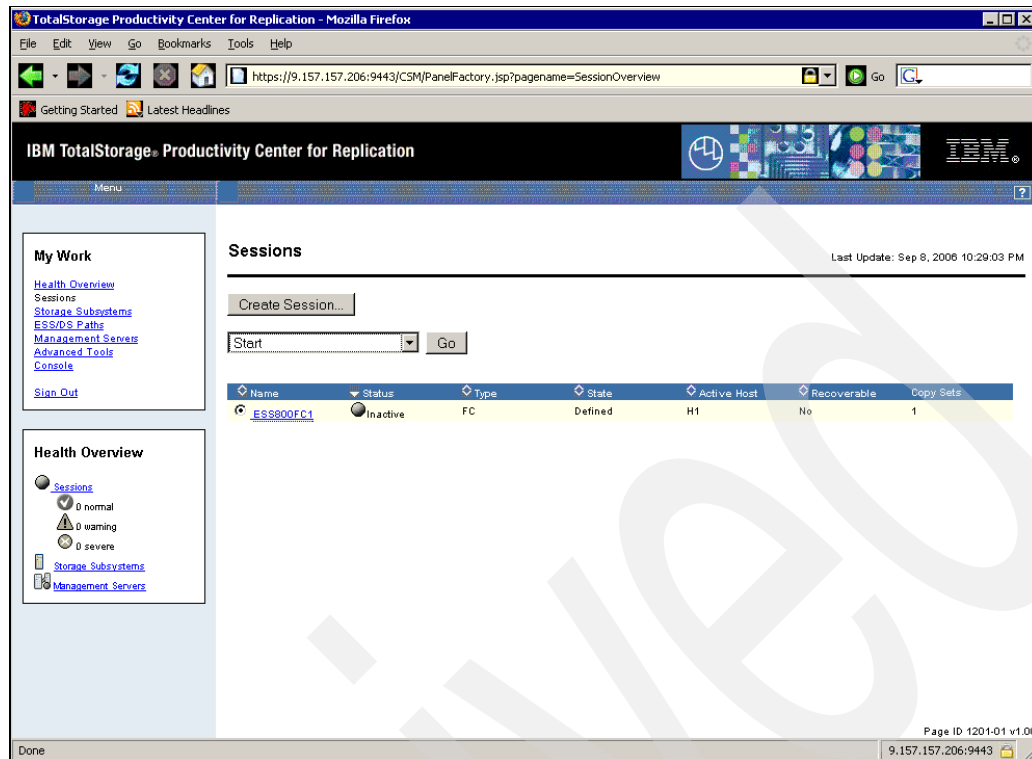 TotalStorage Productivity Center for Replication - Mozilla Firefox
File Edit View Go Bookmarks Tools Help
https://9.157.157.206:9443/CSM/PanelFactory.jsp?pagename=SessionOverview
Go
Getting Started Latest Headlines
IBM TotalStorage® Productivity Center for Replication
IBM®
Menu
?
My Work
Health Overview
Sessions
Storage Subsystems
ESS/DS Paths
Management Servers
Advanced Tools
Console
Sign Out
Health Overview
Sessions
0 normal
0 warning
0 severe
Storage Subsystems
Management Servers
Sessions
Last Update: Sep 8, 2006 10:29:03 PM
Create Session...
Start Go
Name Status Type State Active Host Recoverable Copy Sets
ESS800FC1 Inactive FC Defined H1 No 1
Page ID 1201-01 v1.00
Done
9.157.157.206:9443